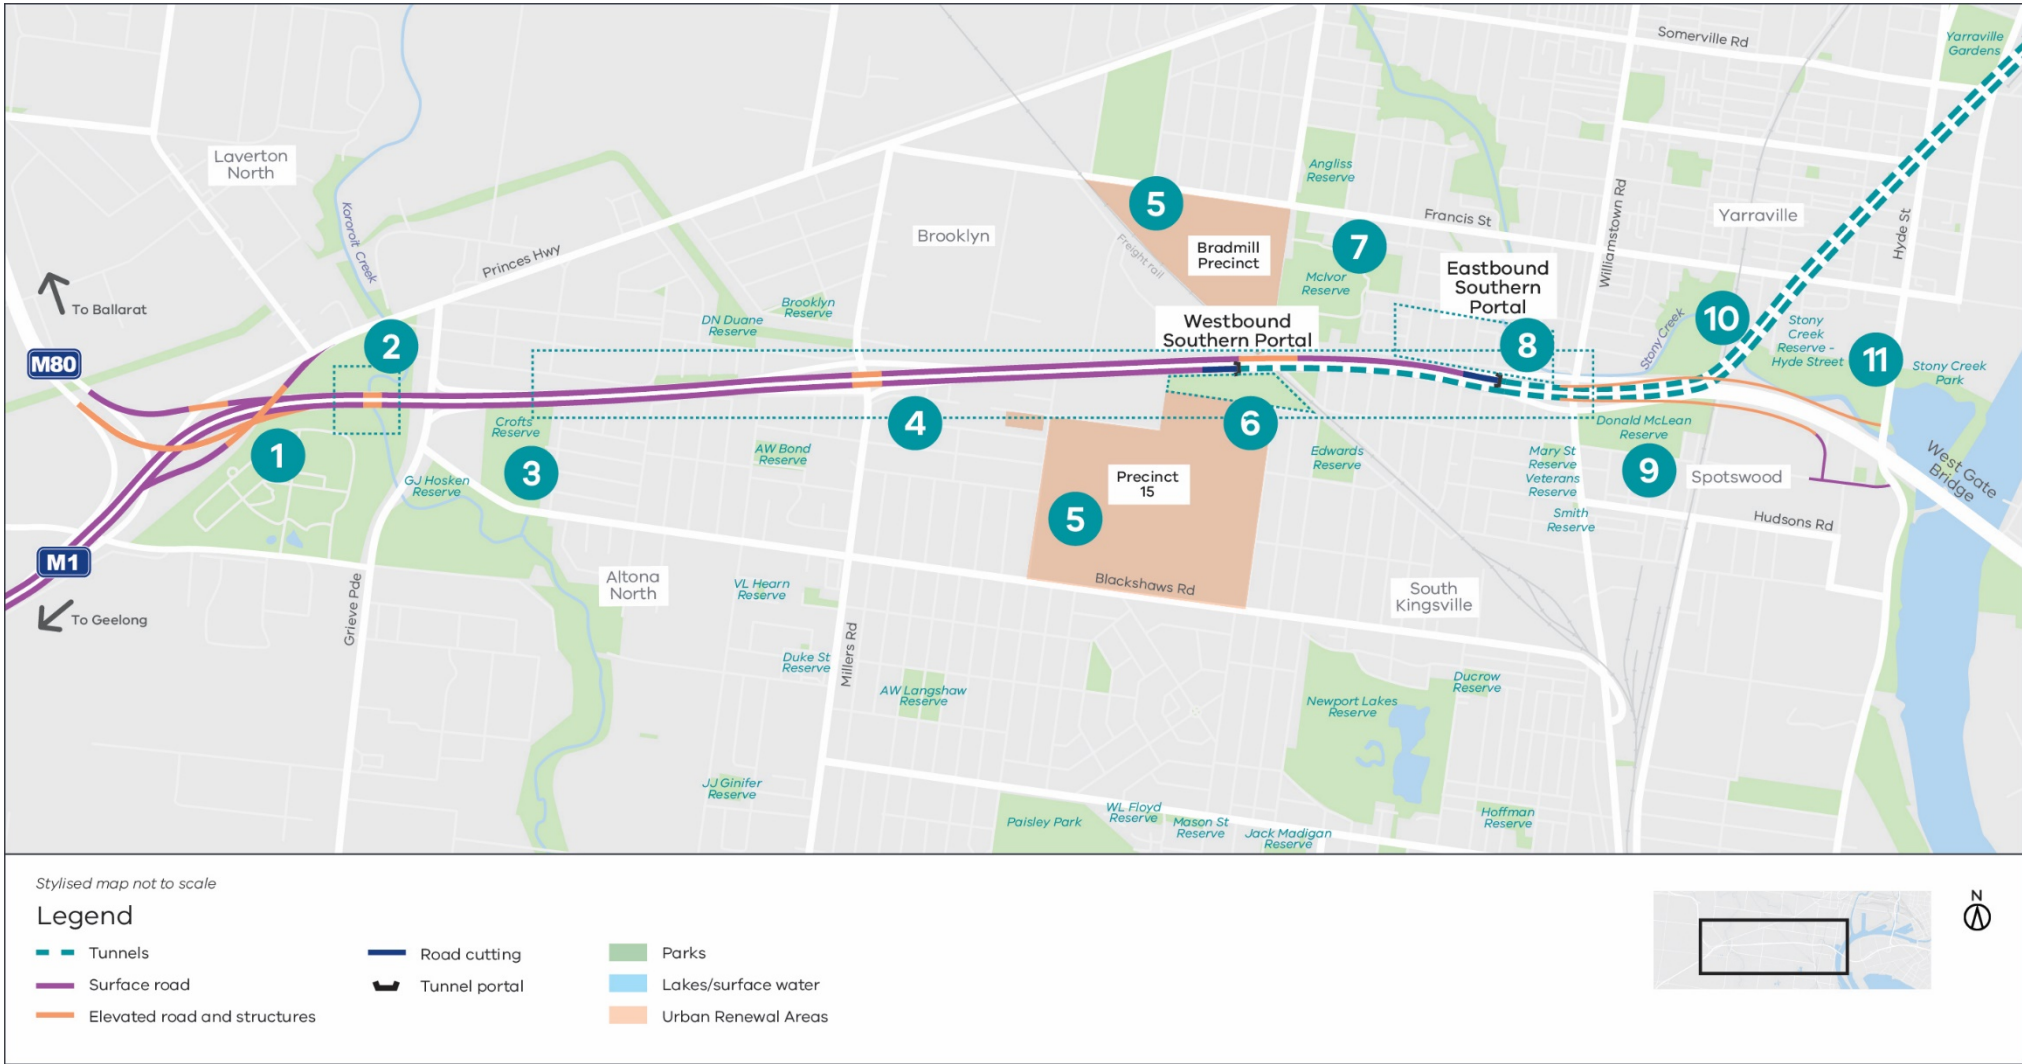 Somerville Rd
Yarraville
Gardens
Laverton
North
Angliss
Reserve
5
Williamstown Rd
Francis St
Yarraville
Hyde St
Kororoit Creek
Brooklyn
Freight rail
Bradmill
Precinct
7
Princes Hwy
McIvor
Reserve
Eastbound
Southern
Portal
To Ballarat
Brooklyn
Reserve
DN Duane
Reserve
Westbound
Southern Portal
Stony Creek
10
Stony
Creek
Reserve -
Hyde Street
M80
2
8
11
Stony Creek
Park
Crofts
Reserve
4
6
Donald McLean
Reserve
1
3
AW Bond
Reserve
Edwards
Reserve
Mary St
Reserve
Veterans
Reserve
Smith
Reserve
9
Spotswood
West Gate
Bridge
GJ Hosken
Reserve
Precinct
15
5
Hudsons Rd
M1
To Geelong
Grieve Pde
Altona
North
VL Hearn
Reserve
Blackshaws Rd
South
Kingsville
Millers Rd
Duke St
Reserve
AW Langshaw
Reserve
Newport Lakes
Reserve
Ducrow
Reserve
JJ Ginifer
Reserve
Paisley Park
WL Floyd
Reserve
Mason St
Reserve
Jack Madigan
Reserve
Hoffman
Reserve
Stylised map not to scale
Legend
Tunnels
Surface road
Elevated road and structures
Road cutting
Tunnel portal
Parks
Lakes/surface water
Urban Renewal Areas
N